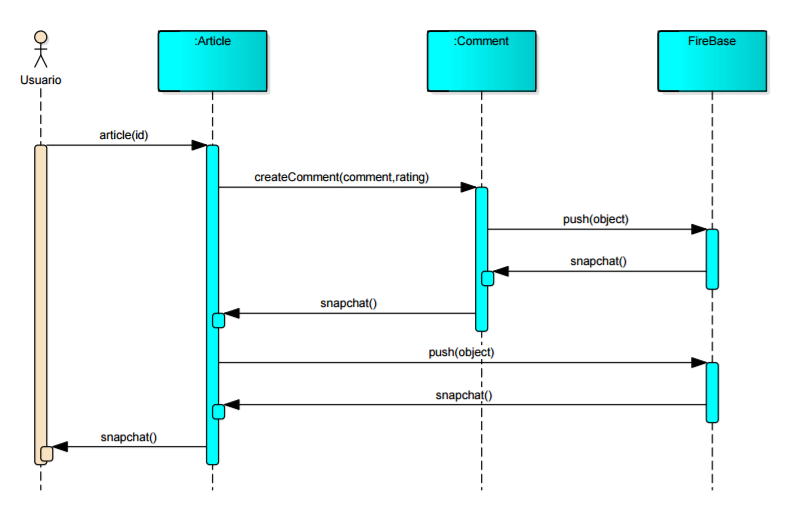 :Article
:Comment
FireBase
Usuario
article(id)
createComment(comment,rating)
push(object)
snapchat()
snapchat()
push(object)
snapchat()
snapchat()